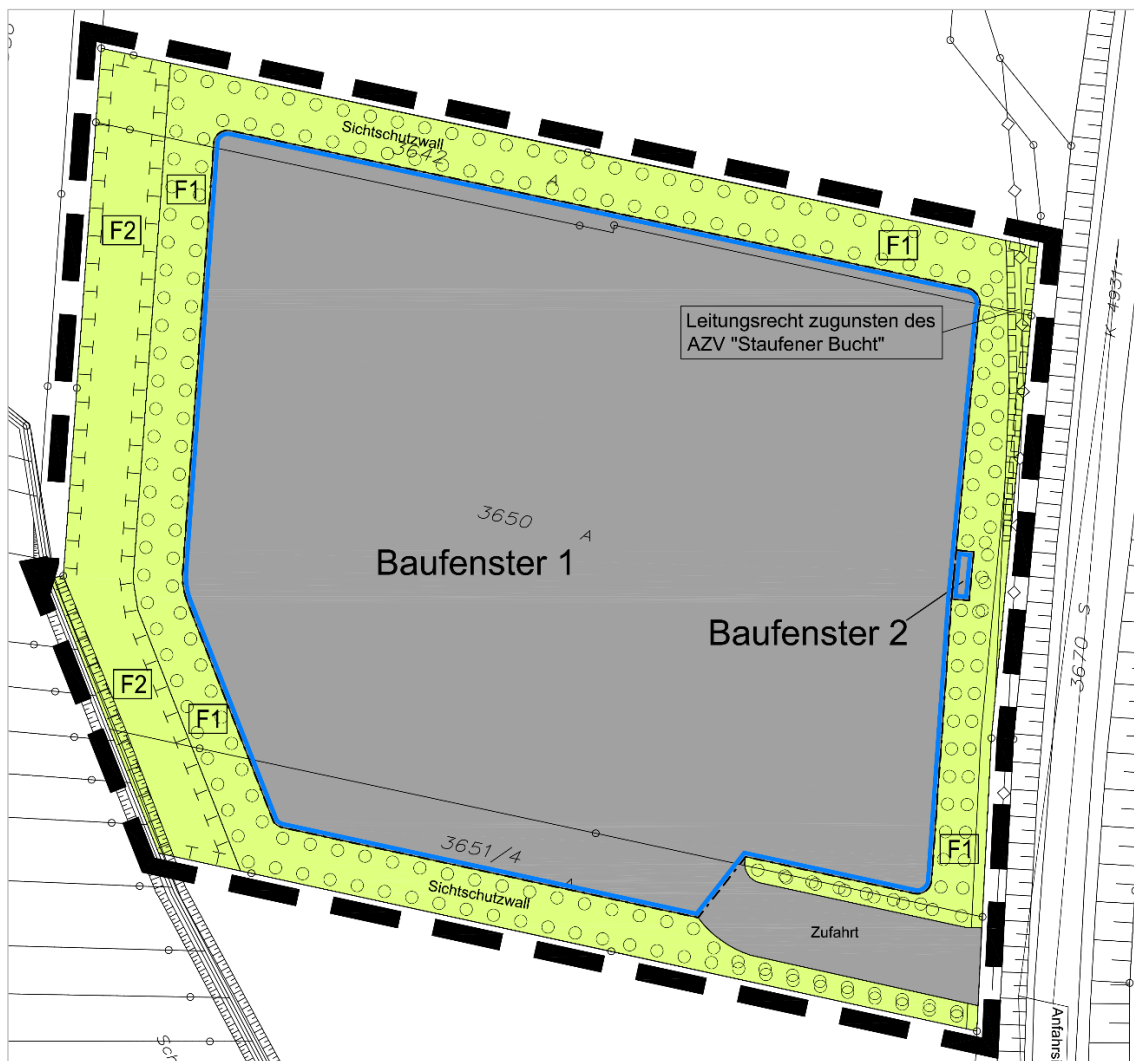 Sichtschutzwall
3642
A
F1
F2
F1
Leitungsrecht zugunsten des
AZV "Staufener Bucht"
K 4931
3650
A
Baufenster 1
Baufenster 2
3670 S
F2
F1
3651/4
A
F1
Sichtschutzwall
Zufahrt
Anfahrs
Sch